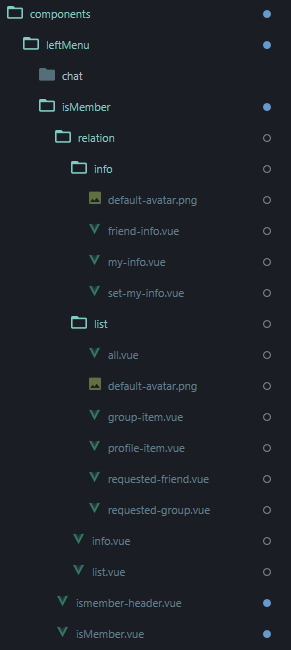 components
leftMenu
chat
isMember
relation
info
default-avatar.png
friend-info.vue
my-info.vue
set-my-info.vue
list
all.vue
default-avatar.png
group-item.vue
profile-item.vue
requested-friend.vue
requested-group.vue
info.vue
list.vue
ismember-header.vue
isMember.vue